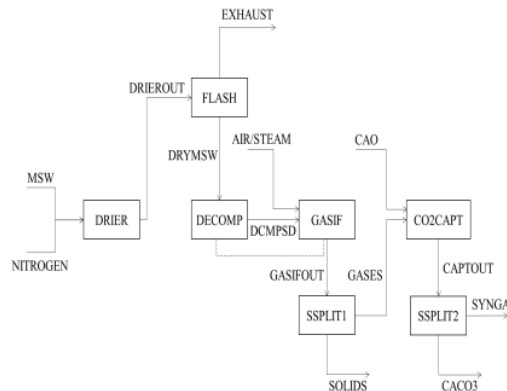 EXHAUST
DRIEROUT
FLASH
AIR/STEAM
CAO
DRYMSW
MSW
DRIER
DECOMP
GASIF
CO2CAPT
DCMPSD
NITROGEN
GASIFOUT
GASES
CAPTOUT
SSPLIT1
SSPLIT2
SYNGA
SOLIDS
CACO3